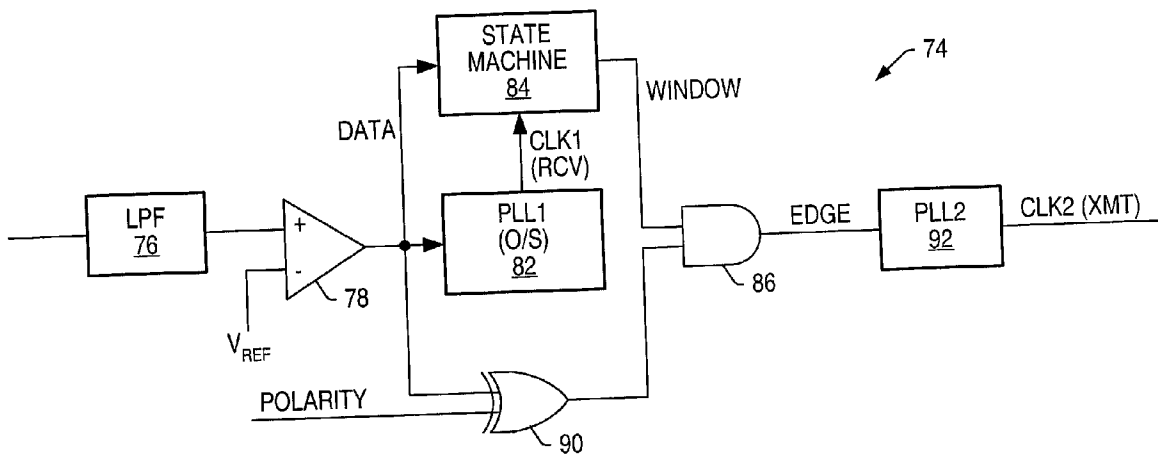 STATE
MACHINE
84
74
WINDOW
DATA
CLK1
(RCV)
LPF
76
+
-
78
VREF
PLL1
(O/S)
82
86
EDGE
PLL2
92
CLK2 (XMT)
POLARITY
90